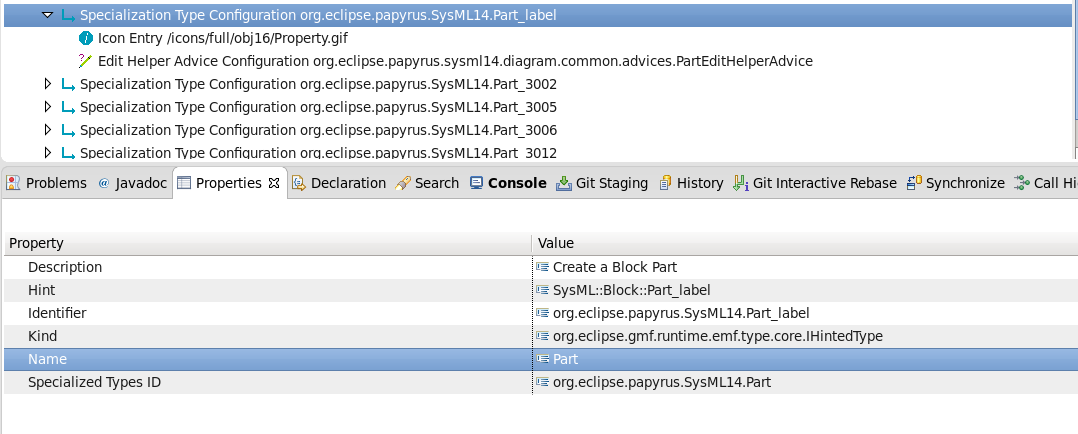 Specialization Type Configuration org.eclipse.papyrus.SysML14.Part_label
Icon Entry /icons/full/obj16/Property.gif
Edit Helper Advice Configuration org.eclipse.papyrus.sysml14.diagram.common.advices.PartEditHelperAdvice
Specialization Type Configuration org.eclipse.papyrus.SysML14.Part_3002
Specialization Type Configuration org.eclipse.papyrus.SysML14.Part_3005
Specialization Type Configuration org.eclipse.papyrus.SysML14.Part_3006
Specialization Type Configuration org.eclipse.papyrus.SysML14.Part_3012
Problems @ Javadoc Properties Declaration Search Console Git Staging History Git Interactive Rebase Synchronize Call Hi
Property Value
Description Create a Block Part
Hint SysML::Block::Part_label
Identifier org.eclipse.papyrus.SysML14.Part_label
Kind org.eclipse.gmf.runtime.emf.type.core.IHintedType
Name Part
Specialized Types ID org.eclipse.papyrus.SysML14.Part